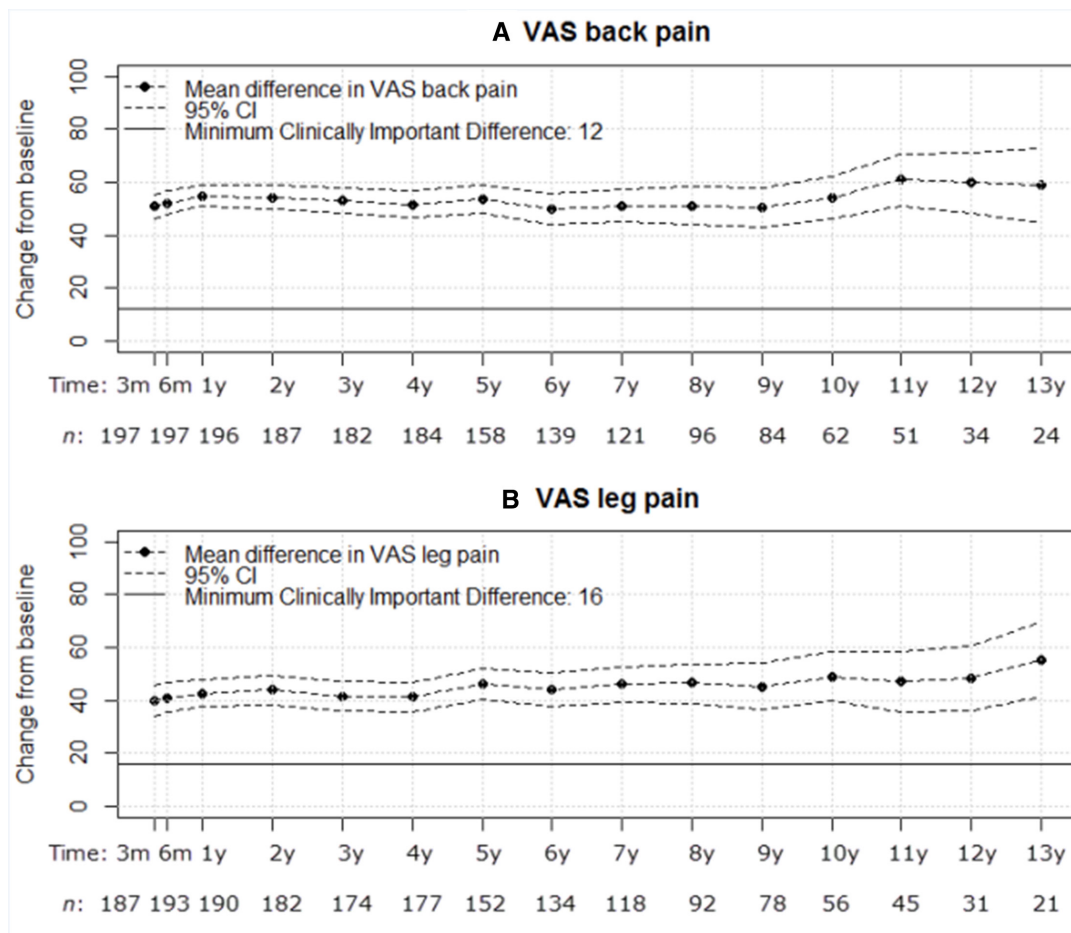 A VAS back pain
Change from baseline
100
80
60
40
20
0
Mean difference in VAS back pain
95% CI
Minimum Clinically Important Difference: 12
Time: 3m 6m 1y 2y 3y 4y 5y 6y 7y 8y 9y 10y 11y 12y 13y
n: 197 197 196 187 182 184 158 139 121 96 84 62 51 34 24
B VAS leg pain
Change from baseline
100
80
60
40
20
0
Mean difference in VAS leg pain
95% CI
Minimum Clinically Important Difference: 16
Time: 3m 6m 1y 2y 3y 4y 5y 6y 7y 8y 9y 10y 11y 12y 13y
n: 187 193 190 182 174 177 152 134 118 92 78 56 45 31 21